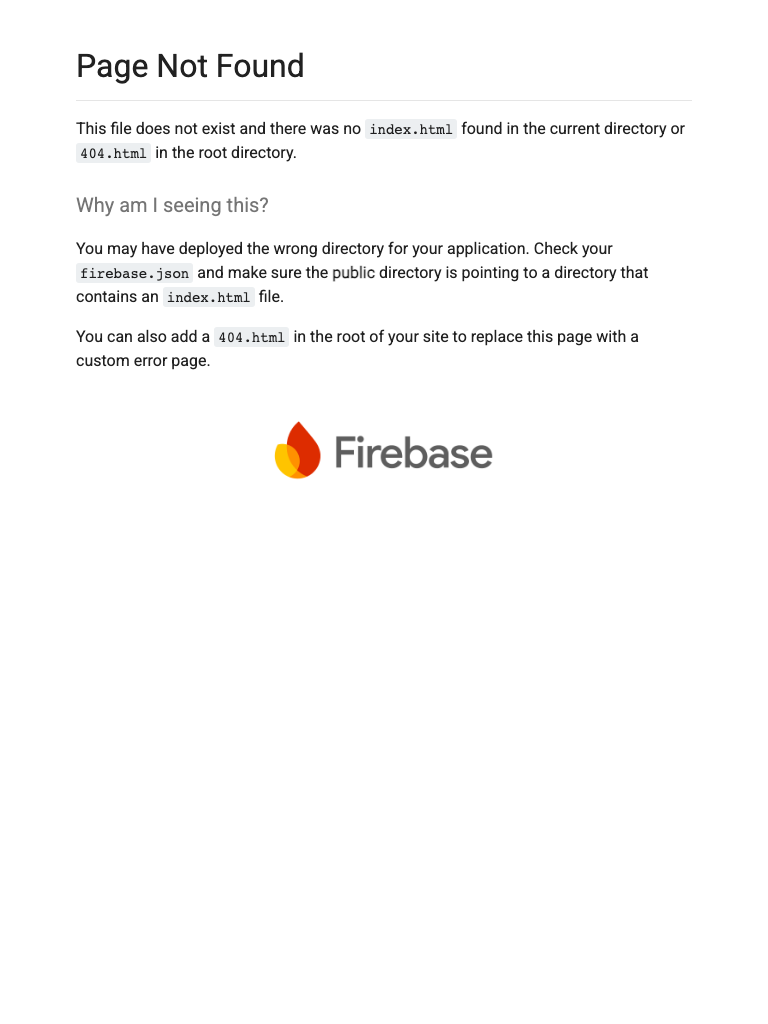 Page Not Found
This file does not exist and there was no index.html found in the current directory or
404.html in the root directory.
Why am I seeing this?
You may have deployed the wrong directory for your application. Check your
firebase.json and make sure the public directory is pointing to a directory that
contains an index.html file.
You can also add a 404.html in the root of your site to replace this page with a
custom error page.
Firebase